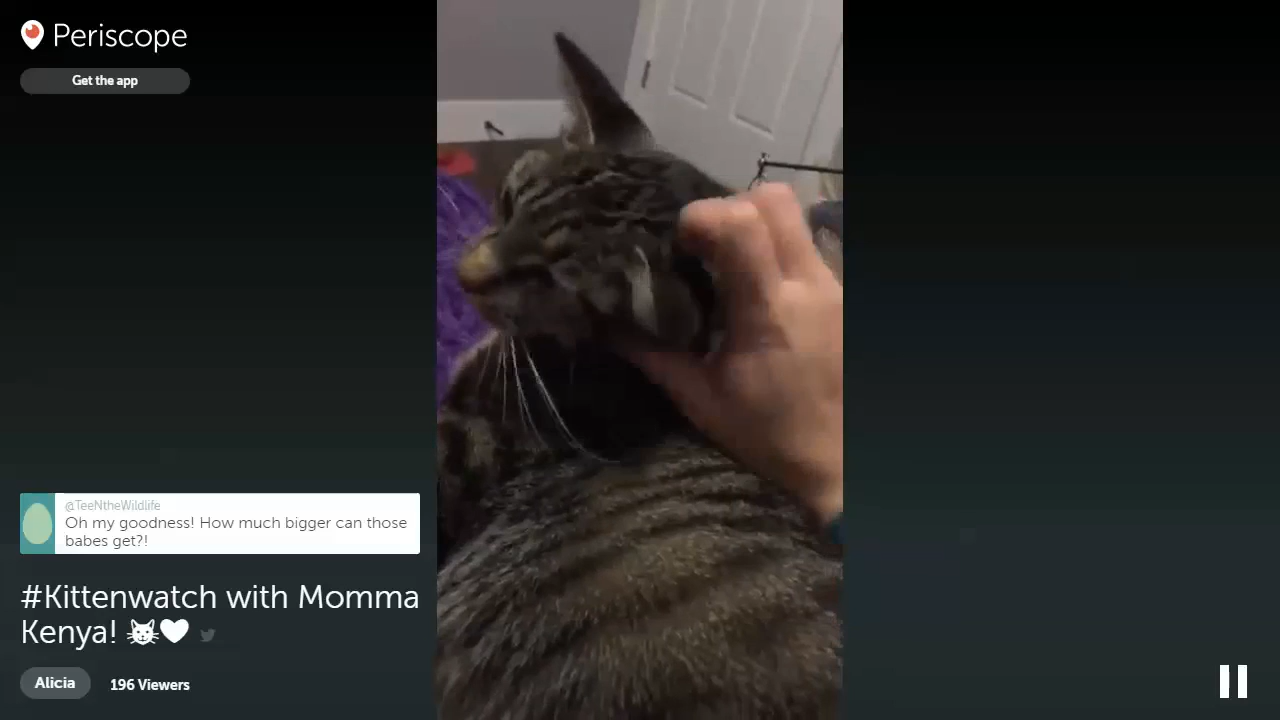 Periscope
Get the app
@TeeNtheWildlife
Oh my goodness! How much bigger can those
babes get?!
#Kittenwatch with Momma
Kenya! 🐱🤍
Alicia
196 Viewers